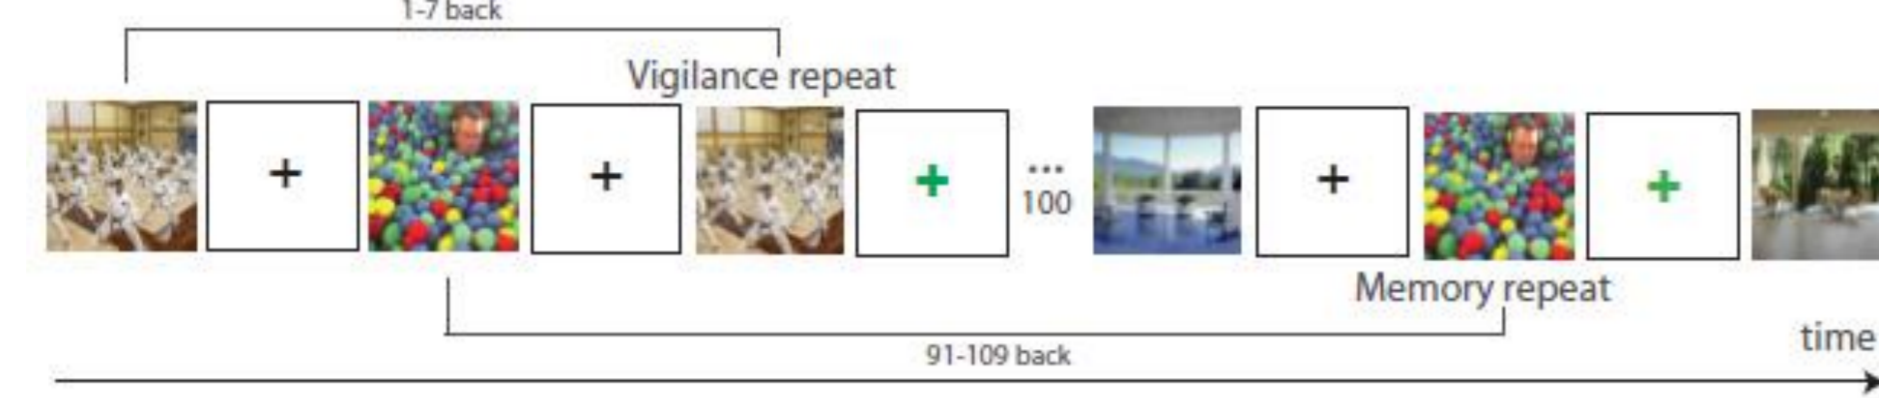 1-7 back
Vigilance repeat
...
100
Memory repeat
91-109 back
time